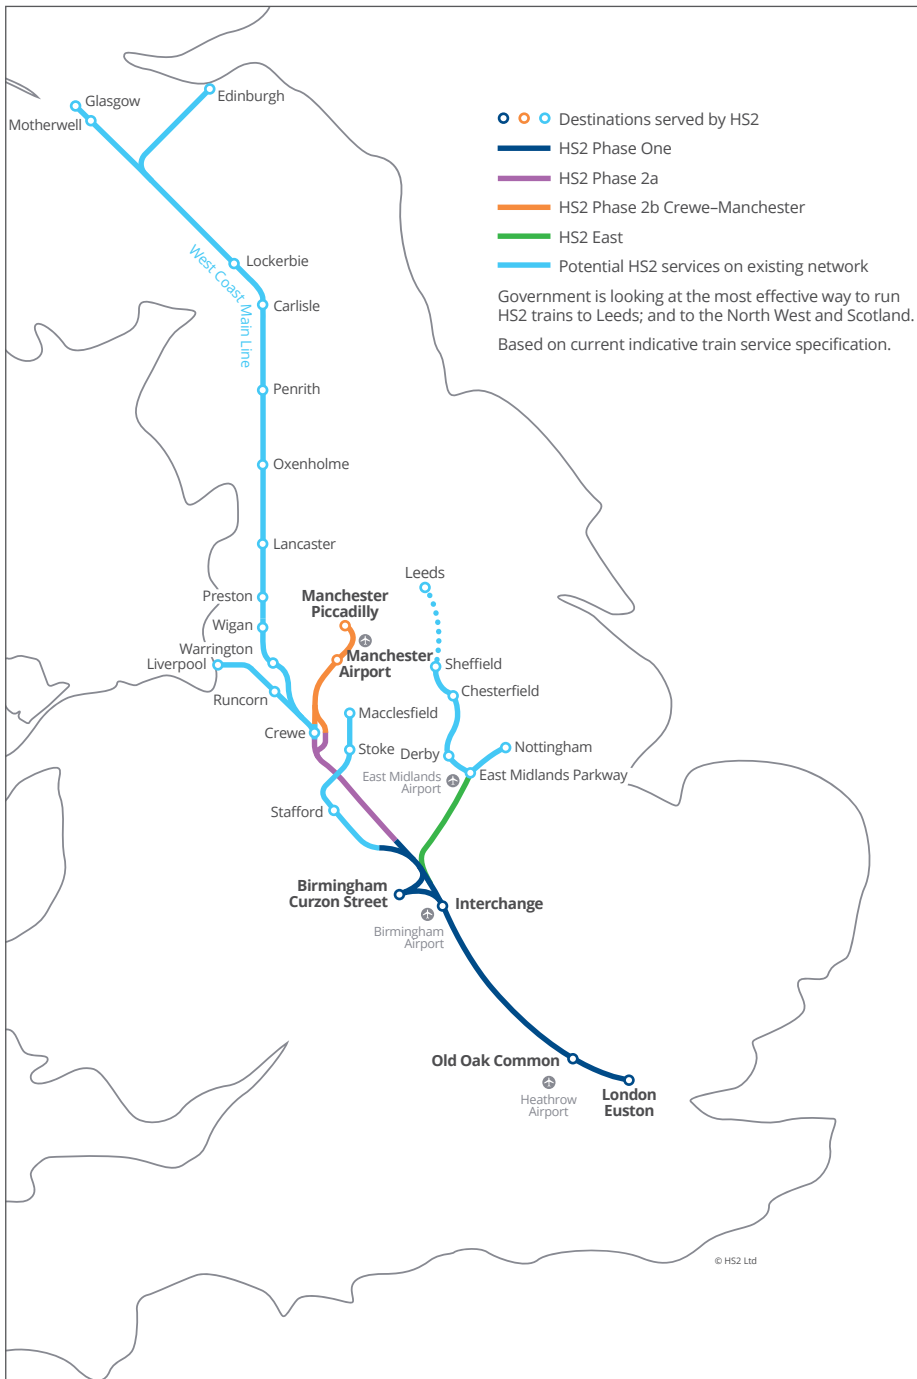 Glasgow
Edinburgh
Motherwell
Destinations served by HS2
HS2 Phase One
HS2 Phase 2a
HS2 Phase 2b Crewe–Manchester
HS2 East
Potential HS2 services on existing network
Government is looking at the most effective way to run
HS2 trains to Leeds; and to the North West and Scotland.
Based on current indicative train service specification.
West Coast Main Line
Lockerbie
Carlisle
Penrith
Oxenholme
Lancaster
Preston
Wigan
Warrington
Liverpool
Runcorn
Crewe
Manchester
Piccadilly
Manchester
Airport
Leeds
Sheffield
Chesterfield
Macclesfield
Stoke
Derby
Nottingham
East Midlands
Airport
East Midlands Parkway
Stafford
Birmingham
Curzon Street
Interchange
Birmingham
Airport
Old Oak Common
Heathrow
Airport
London
Euston
© HS2 Ltd